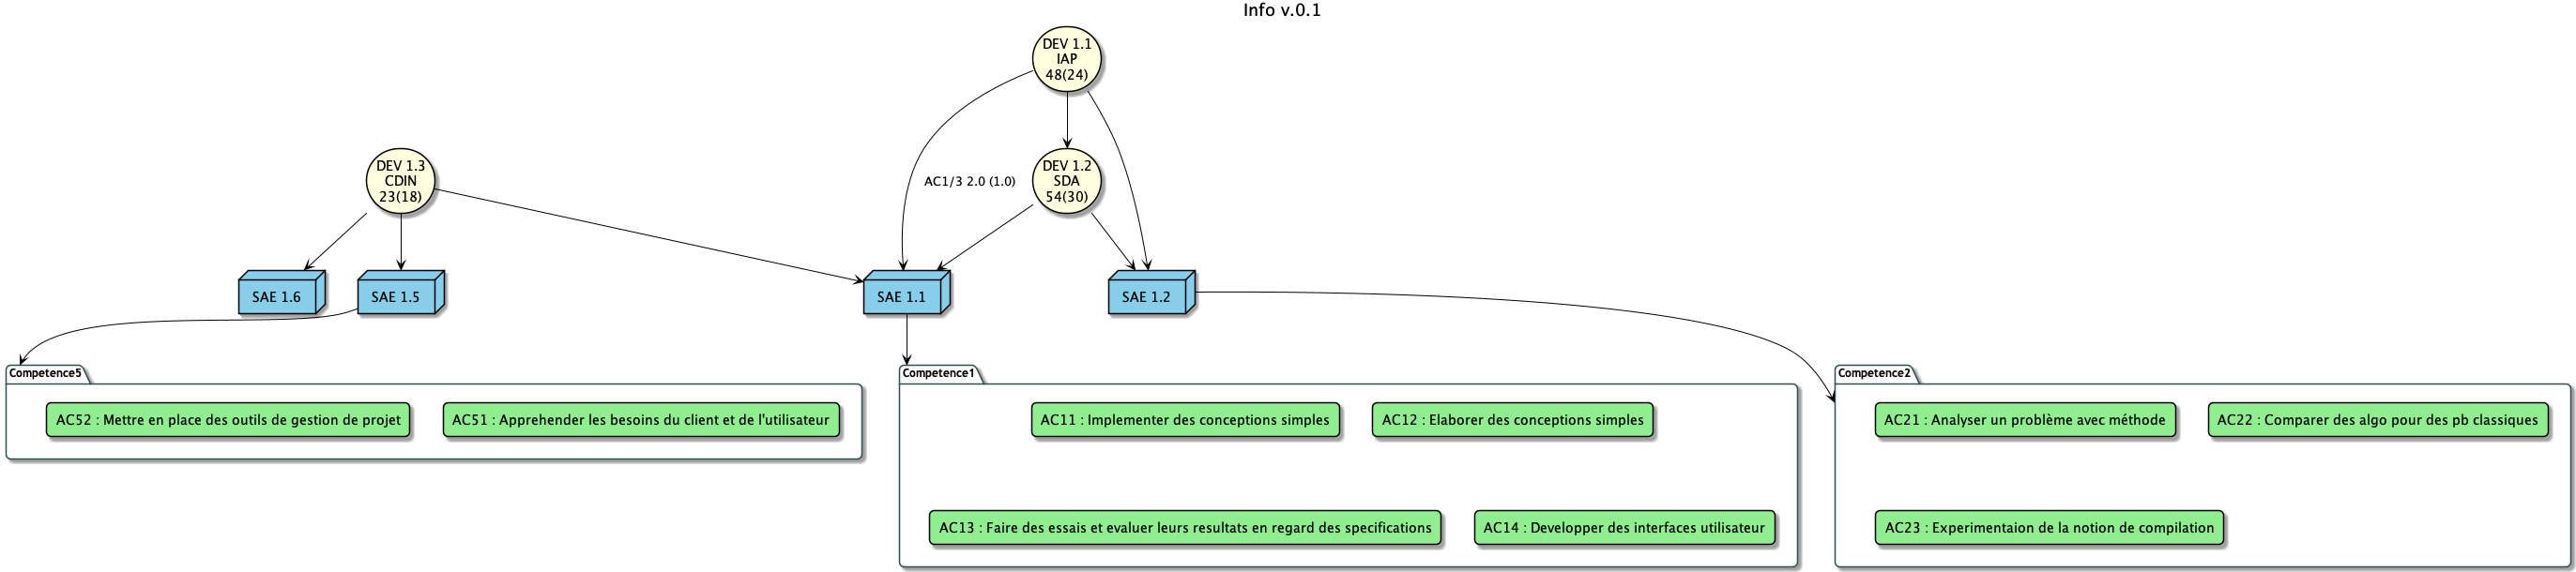 Info v.0.1
DEV 1.1
IAP
48(24)
DEV 1.3
CDIN
23(18)
AC1/3 2.0 (1.0)
DEV 1.2
SDA
54(30)
SAE 1.6
SAE 1.5
SAE 1.1
SAE 1.2
Competence5
AC52 : Mettre en place des outils de gestion de projet
AC51 : Apprehender les besoins du client et de l'utilisateur
Competence1
AC11 : Implementer des conceptions simples
AC12 : Elaborer des conceptions simples
AC13 : Faire des essais et evaluer leurs resultats en regard des specifications
AC14 : Developper des interfaces utilisateur
Competence2
AC21 : Analyser un problème avec méthode
AC22 : Comparer des algo pour des pb classiques
AC23 : Experimentaion de la notion de compilation